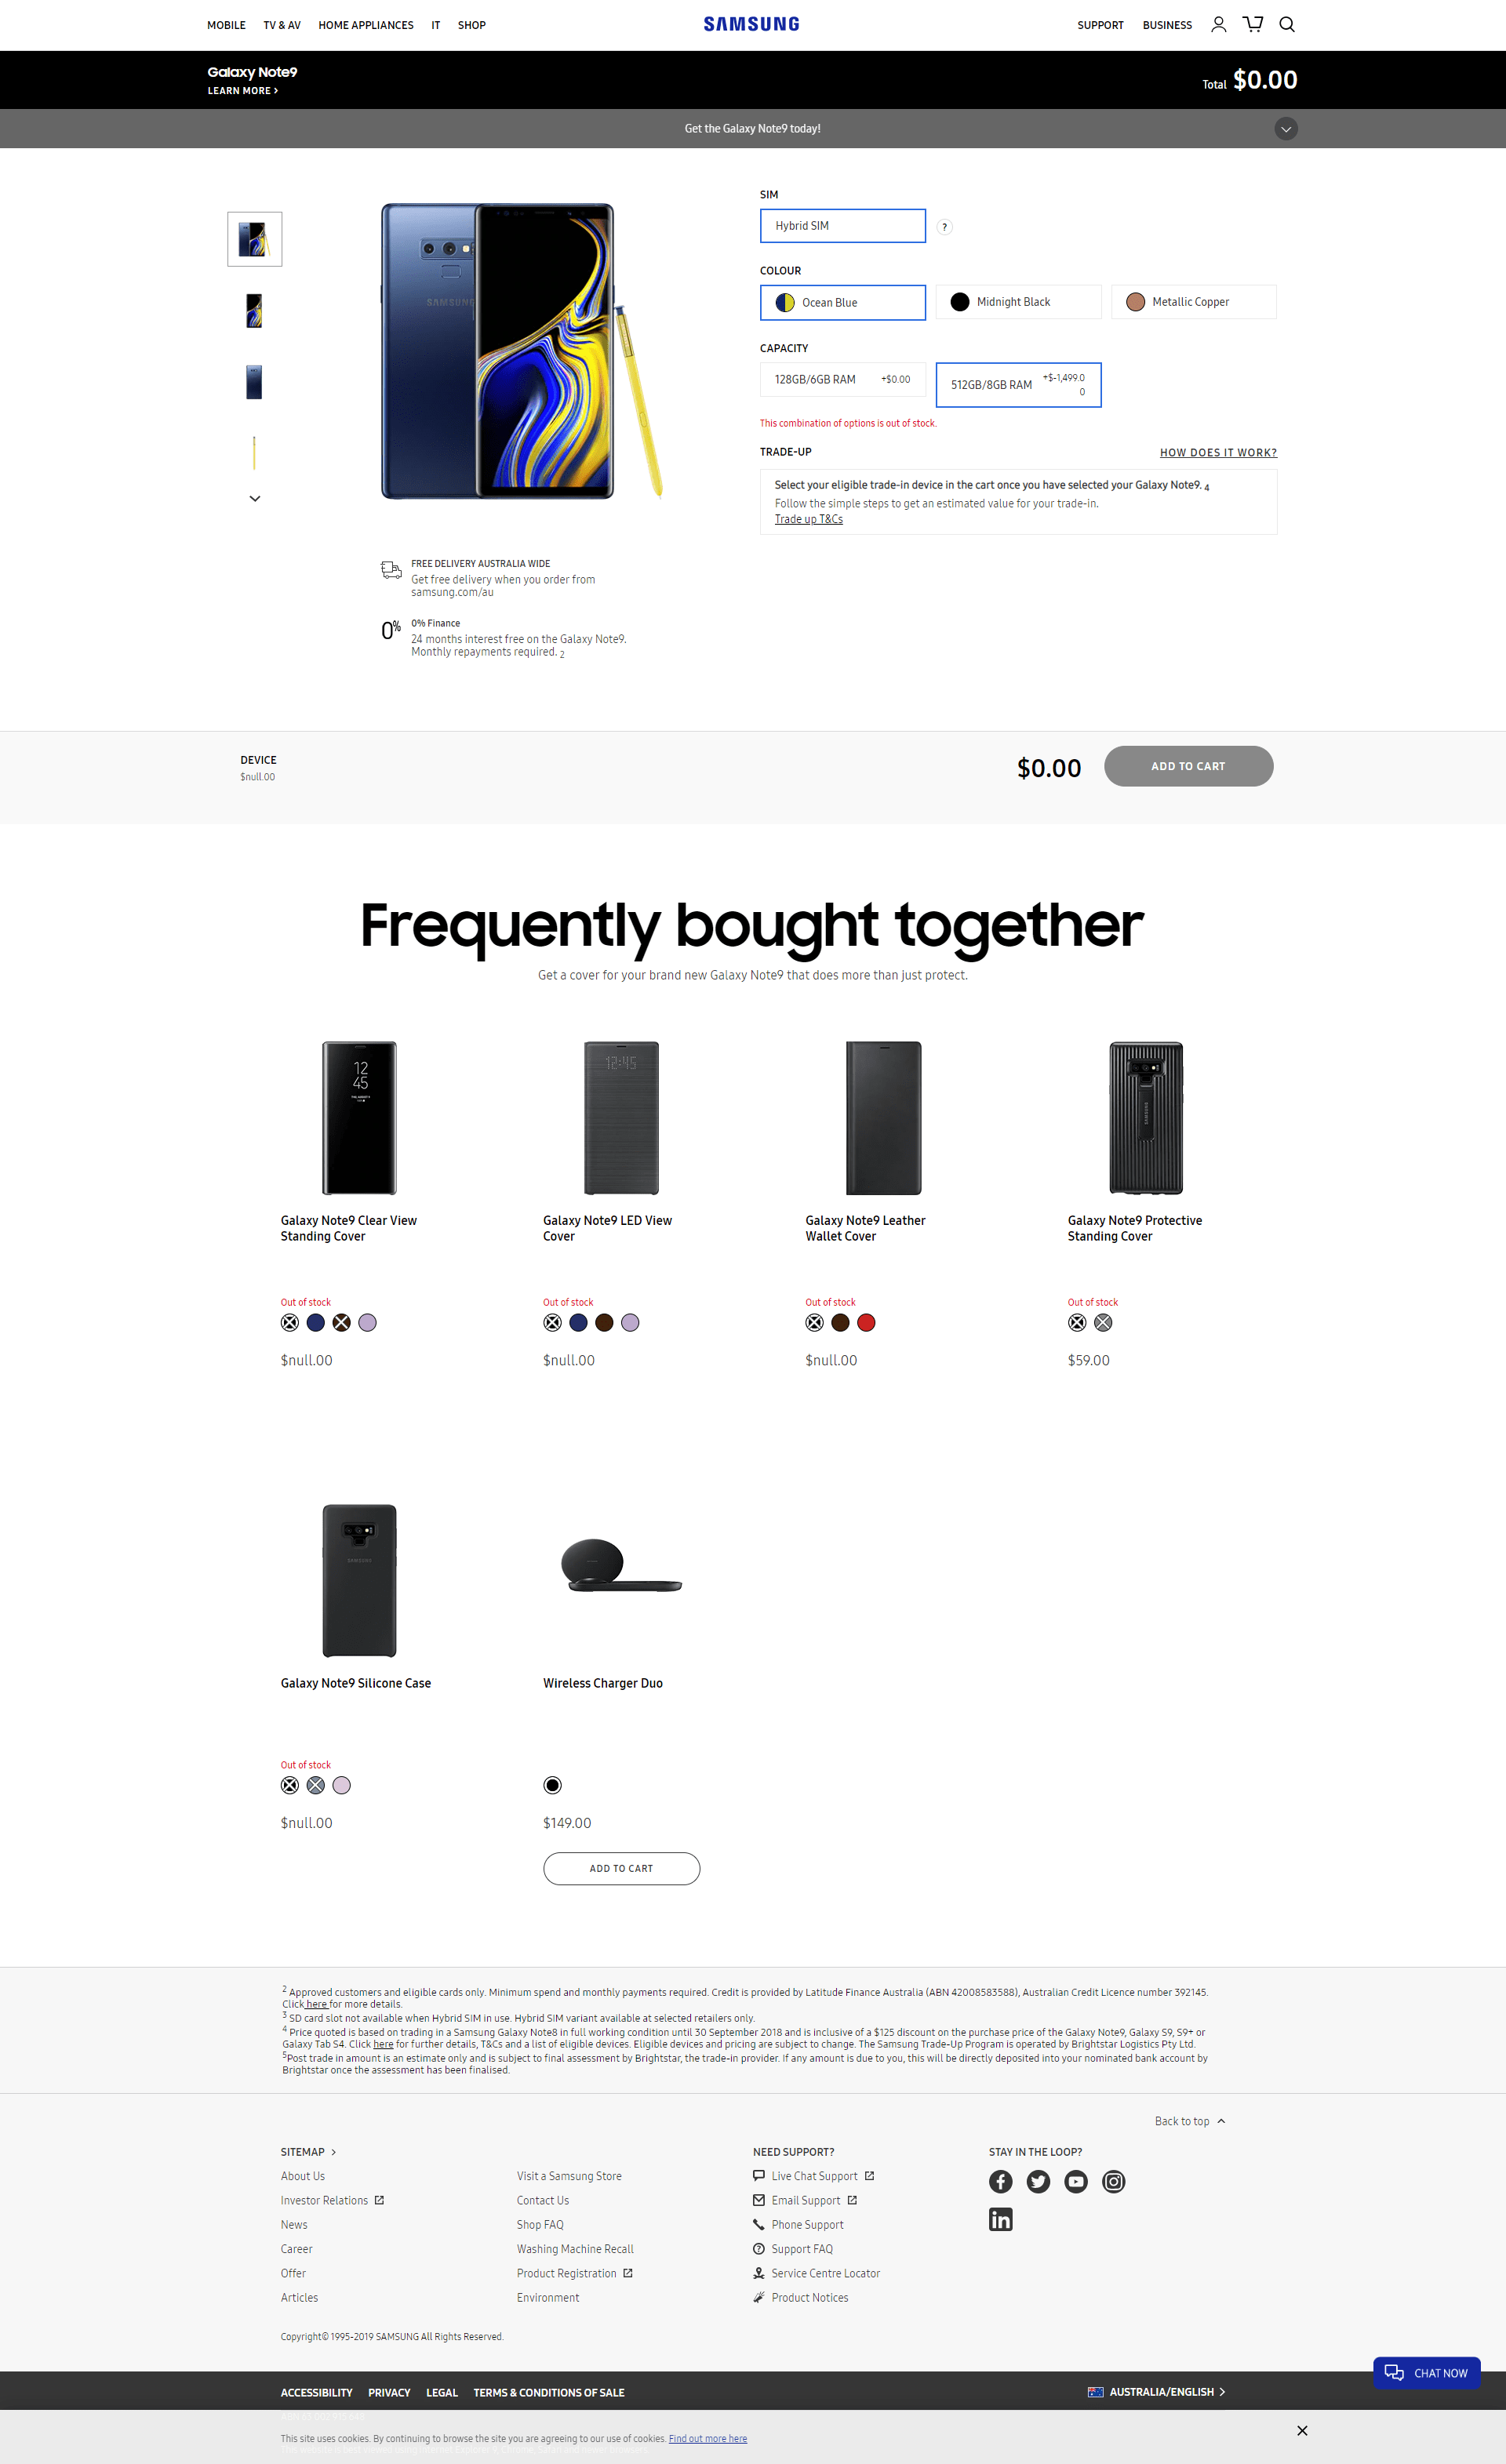 MOBILE TV & AV HOME APPLIANCES IT SHOP SAMSUNG SUPPORT BUSINESS
Galaxy Note9
LEARN MORE
Total $0.00
Get the Galaxy Note9 today!
SIM
Hybrid SIM ?
COLOUR
Ocean Blue Midnight Black Metallic Copper
CAPACITY
128GB/6GB RAM +$0.00 512GB/8GB RAM +$-1,499.0
0
This combination of options is out of stock.
TRADE-UP HOW DOES IT WORK?
Select your eligible trade-in device in the cart once you have selected your Galaxy Note9. 4
Follow the simple steps to get an estimated value for your trade-in.
Trade up T&Cs
SAMSUNG
FREE DELIVERY AUSTRALIA WIDE
Get free delivery when you order from
samsung.com/au
0% 0% Finance
24 months interest free on the Galaxy Note9.
Monthly repayments required. 2
DEVICE
$null.00
$0.00 ADD TO CART
Frequently bought together
Get a cover for your brand new Galaxy Note9 that does more than just protect.
12
45
12:45
SAMSUNG
Galaxy Note9 Clear View
Standing Cover
Out of stock
$null.00
Galaxy Note9 LED View
Cover
Out of stock
$null.00
Galaxy Note9 Leather
Wallet Cover
Out of stock
$null.00
Galaxy Note9 Protective
Standing Cover
Out of stock
$59.00
SAMSUNG
Galaxy Note9 Silicone Case
Out of stock
$null.00
Wireless Charger Duo
$149.00
ADD TO CART
2 Approved customers and eligible cards only. Minimum spend and monthly payments required. Credit is provided by Latitude Finance Australia (ABN 42008583588), Australian Credit Licence number 392145.
Click here for more details.
3 SD card slot not available when Hybrid SIM in use. Hybrid SIM variant available at selected retailers only.
4 Price quoted is based on trading in a Samsung Galaxy Note8 in full working condition until 30 September 2018 and is inclusive of a $125 discount on the purchase price of the Galaxy Note9, Galaxy S9, S9+ or
Galaxy Tab S4. Click here for further details, T&Cs and a list of eligible devices. Eligible devices and pricing are subject to change. The Samsung Trade-Up Program is operated by Brightstar Logistics Pty Ltd.
5Post trade in amount is an estimate only and is subject to final assessment by Brightstar, the trade-in provider. If any amount is due to you, this will be directly deposited into your nominated bank account by
Brightstar once the assessment has been finalised.
Back to top
SITEMAP
About Us
Investor Relations
News
Career
Offer
Articles
Visit a Samsung Store
Contact Us
Shop FAQ
Washing Machine Recall
Product Registration
Environment
NEED SUPPORT?
Live Chat Support
Email Support
Phone Support
Support FAQ
Service Centre Locator
Product Notices
STAY IN THE LOOP?
Copyright© 1995-2019 SAMSUNG All Rights Reserved.
CHAT NOW
ACCESSIBILITY PRIVACY LEGAL TERMS & CONDITIONS OF SALE AUSTRALIA/ENGLISH
This site uses cookies. By continuing to browse the site you are agreeing to our use of cookies. Find out more here